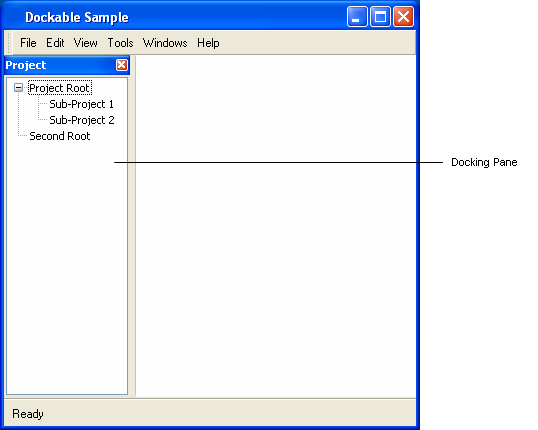 Dockable Sample
File Edit View Tools Windows Help
Project
Project Root
Sub-Project 1
Sub-Project 2
Second Root
Docking Pane
Ready